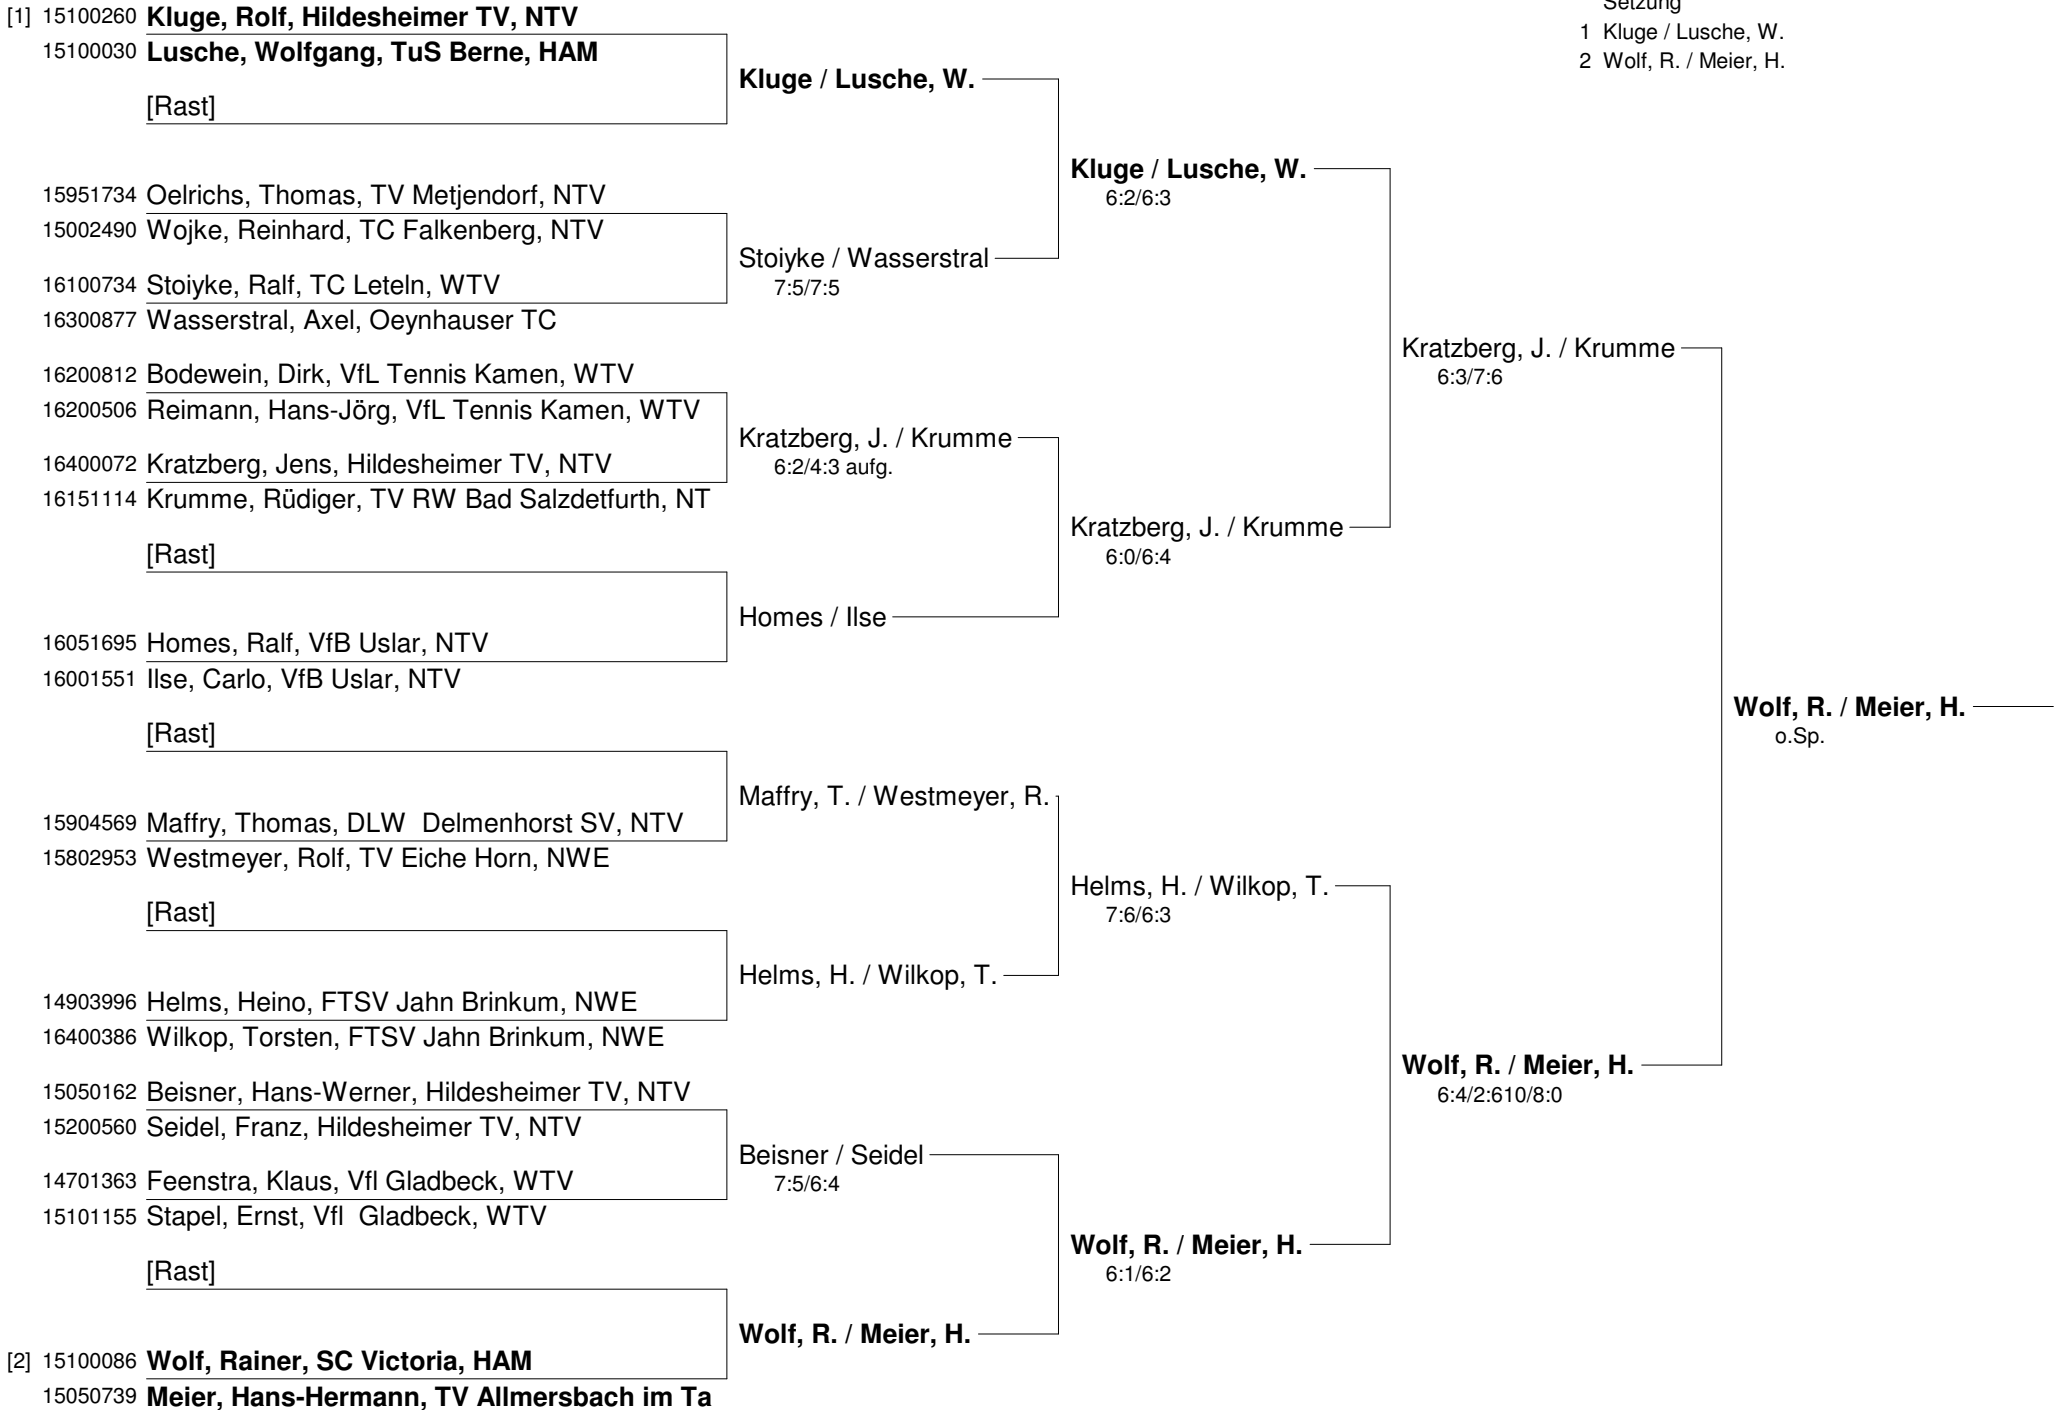 [1] 15100260 Kluge, Rolf, Hildesheimer TV, NTV
15100030 Lusche, Wolfgang, TuS Berne, HAM
[Rast]
15951734 Oelrichs, Thomas, TV Metjendorf, NTV
15002490 Wojke, Reinhard, TC Falkenberg, NTV
16100734 Stoiyke, Ralf, TC Leteln, WTV
16300877 Wasserstral, Axel, Oeynhauser TC
16200812 Bodewein, Dirk, VfL Tennis Kamen, WTV
16200506 Reimann, Hans-Jörg, VfL Tennis Kamen, WTV
16400072 Kratzberg, Jens, Hildesheimer TV, NTV
16151114 Krumme, Rüdiger, TV RW Bad Salzdetfurth, NT
[Rast]
16051695 Homes, Ralf, VfB Uslar, NTV
16001551 Ilse, Carlo, VfB Uslar, NTV
[Rast]
15904569 Maffry, Thomas, DLW  Delmenhorst SV, NTV
15802953 Westmeyer, Rolf, TV Eiche Horn, NWE
[Rast]
14903996 Helms, Heino, FTSV Jahn Brinkum, NWE
16400386 Wilkop, Torsten, FTSV Jahn Brinkum, NWE
15050162 Beisner, Hans-Werner, Hildesheimer TV, NTV
15200560 Seidel, Franz, Hildesheimer TV, NTV
14701363 Feenstra, Klaus, Vfl Gladbeck, WTV
15101155 Stapel, Ernst, Vfl  Gladbeck, WTV
[Rast]
[2] 15100086 Wolf, Rainer, SC Victoria, HAM
15050739 Meier, Hans-Hermann, TV Allmersbach im Ta
Kluge / Lusche, W.
Stoiyke / Wasserstral
7:5/7:5
Kratzberg, J. / Krumme
6:2/4:3 aufg.
Homes / Ilse
Maffry, T. / Westmeyer, R.
Helms, H. / Wilkop, T.
Beisner / Seidel
7:5/6:4
Wolf, R. / Meier, H.
Kluge / Lusche, W.
6:2/6:3
Kratzberg, J. / Krumme
6:0/6:4
Helms, H. / Wilkop, T.
7:6/6:3
Wolf, R. / Meier, H.
6:1/6:2
Kratzberg, J. / Krumme
6:3/7:6
Wolf, R. / Meier, H.
6:4/2:610/8:0
Wolf, R. / Meier, H.
o.Sp.
Setzung
1 Kluge / Lusche, W.
2 Wolf, R. / Meier, H.